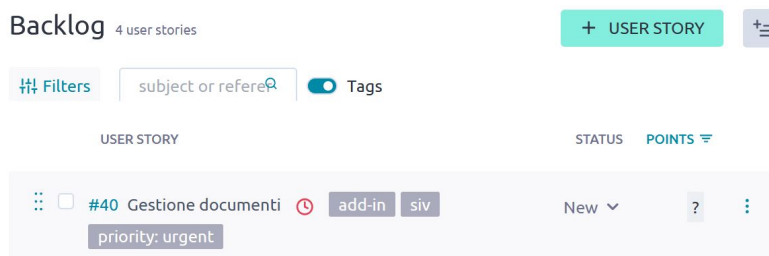 Backlog 4 user stories
+ USER STORY
Filters
subject or refere
Tags
USER STORY STATUS POINTS
#40 Gestione documenti add-in siv New ?
priority: urgent